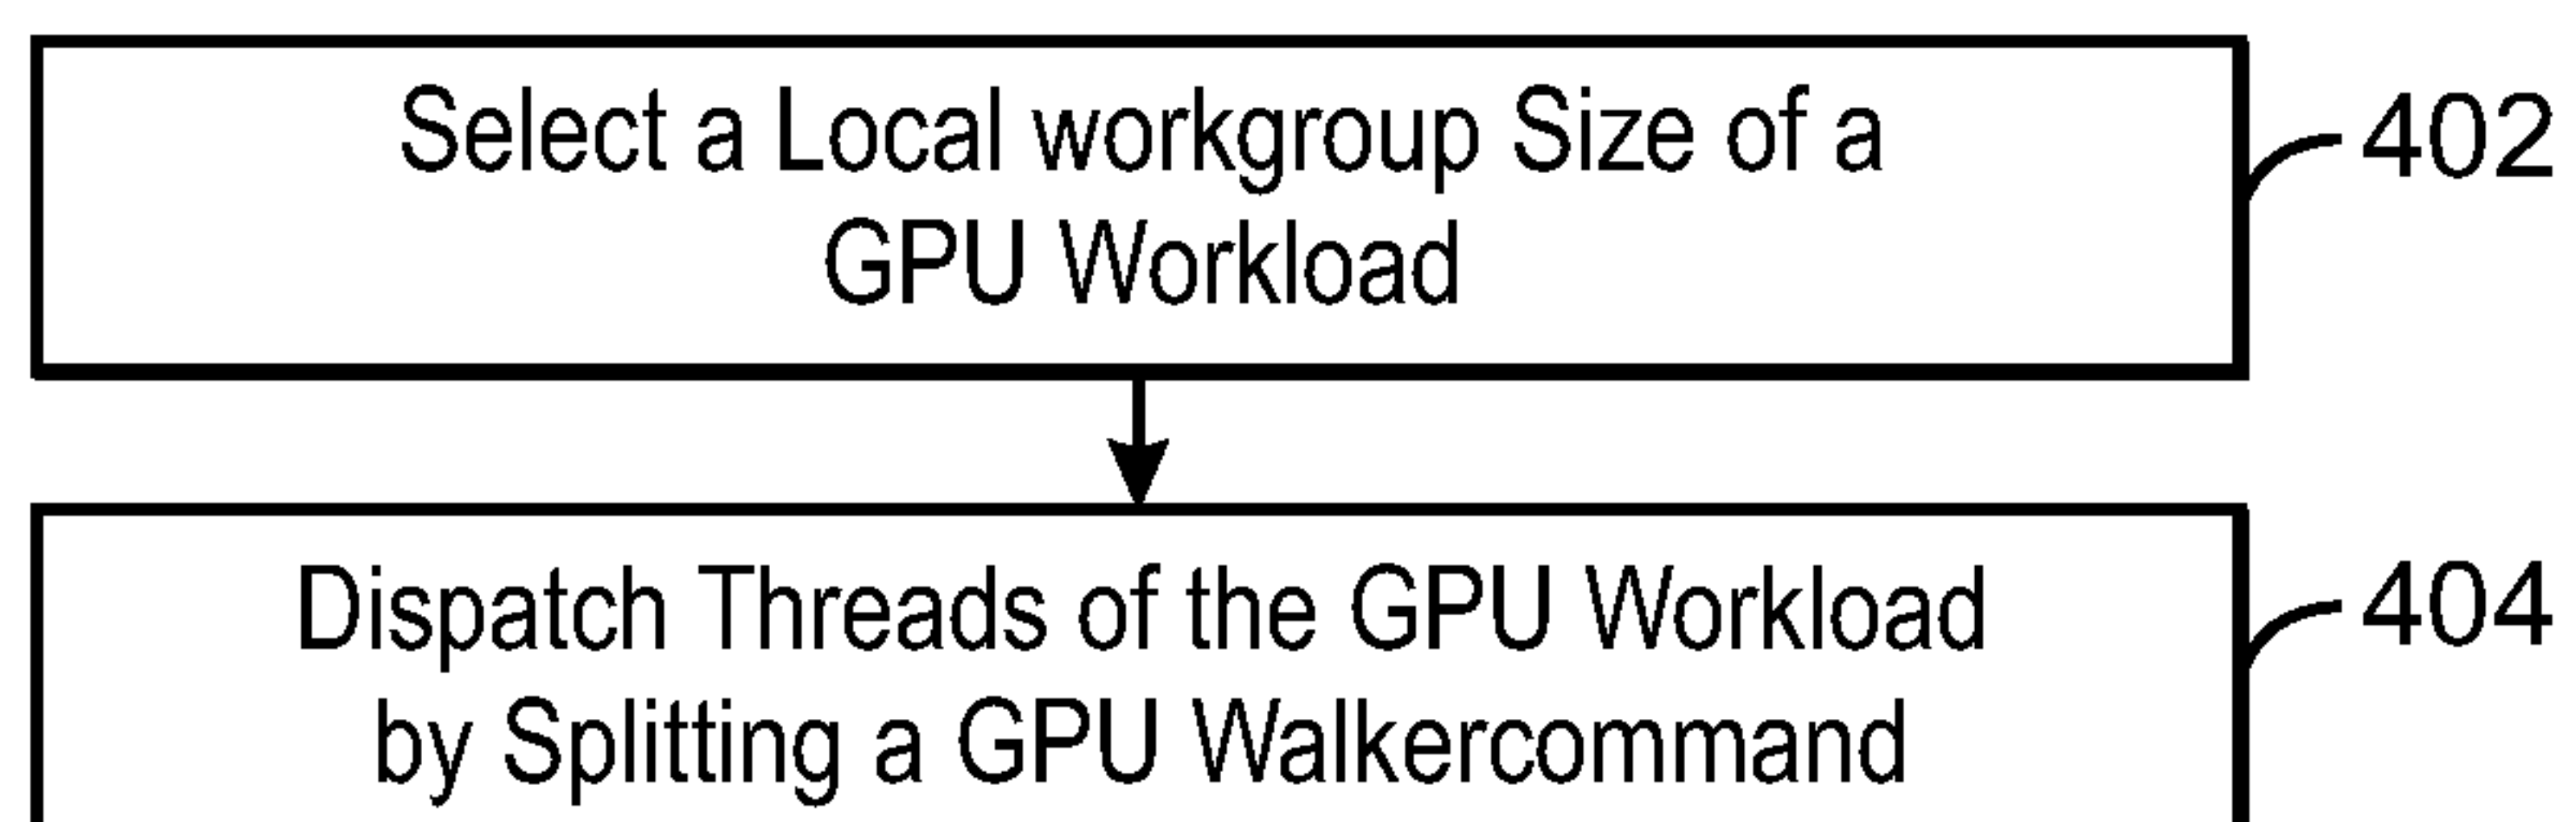 Select a Local workgroup Size of a
GPU Workload
402
Dispatch Threads of the GPU Workload
by Splitting a GPU Walkercommand
404